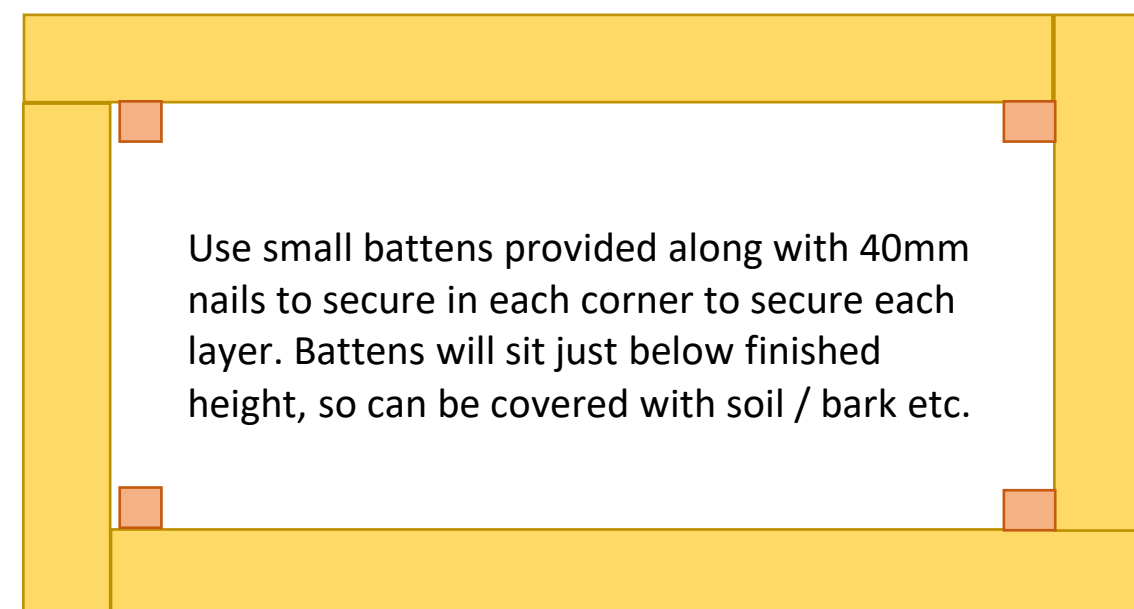 Use small battens provided along with 40mm
nails to secure in each corner to secure each
layer. Battens will sit just below finished
height, so can be covered with soil / bark etc.